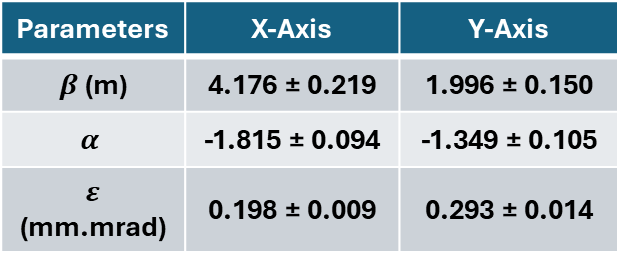 Parameters X-Axis Y-Axis
β (m) 4.176 ± 0.219 1.996 ± 0.150
α -1.815 ± 0.094 -1.349 ± 0.105
ε
(mm.mrad) 0.198 ± 0.009 0.293 ± 0.014